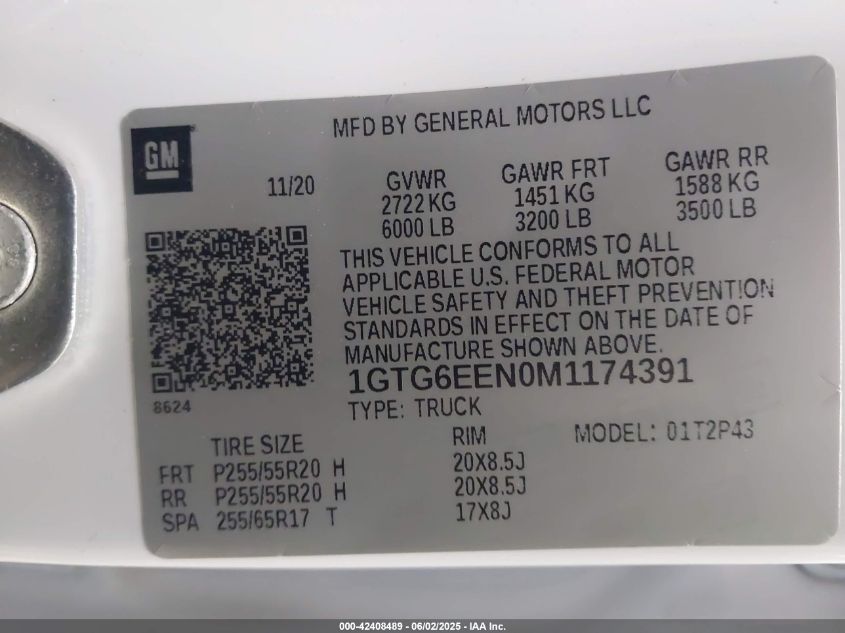 MFD BY GENERAL MOTORS LLC
GM
11/20
GVWR
2722 KG
6000 LB
GAWR FRT
1451 KG
3200 LB
GAWR RR
1588 KG
3500 LB
THIS VEHICLE CONFORMS TO ALL
APPLICABLE U.S. FEDERAL MOTOR
VEHICLE SAFETY AND THEFT PREVENTION
STANDARDS IN EFFECT ON THE DATE OF
MANUFACTURE SHOWN ABOVE.
1GTG6EEN0M1174391
8624
TYPE: TRUCK
MODEL: 01T2P43
TIRE SIZE RIM
FRT P255/55R20 H 20X8.5J
RR P255/55R20 H 20X8.5J
SPA 255/65R17 T 17X8J
000-42408489 - 06/02/2025 - IAA Inc.